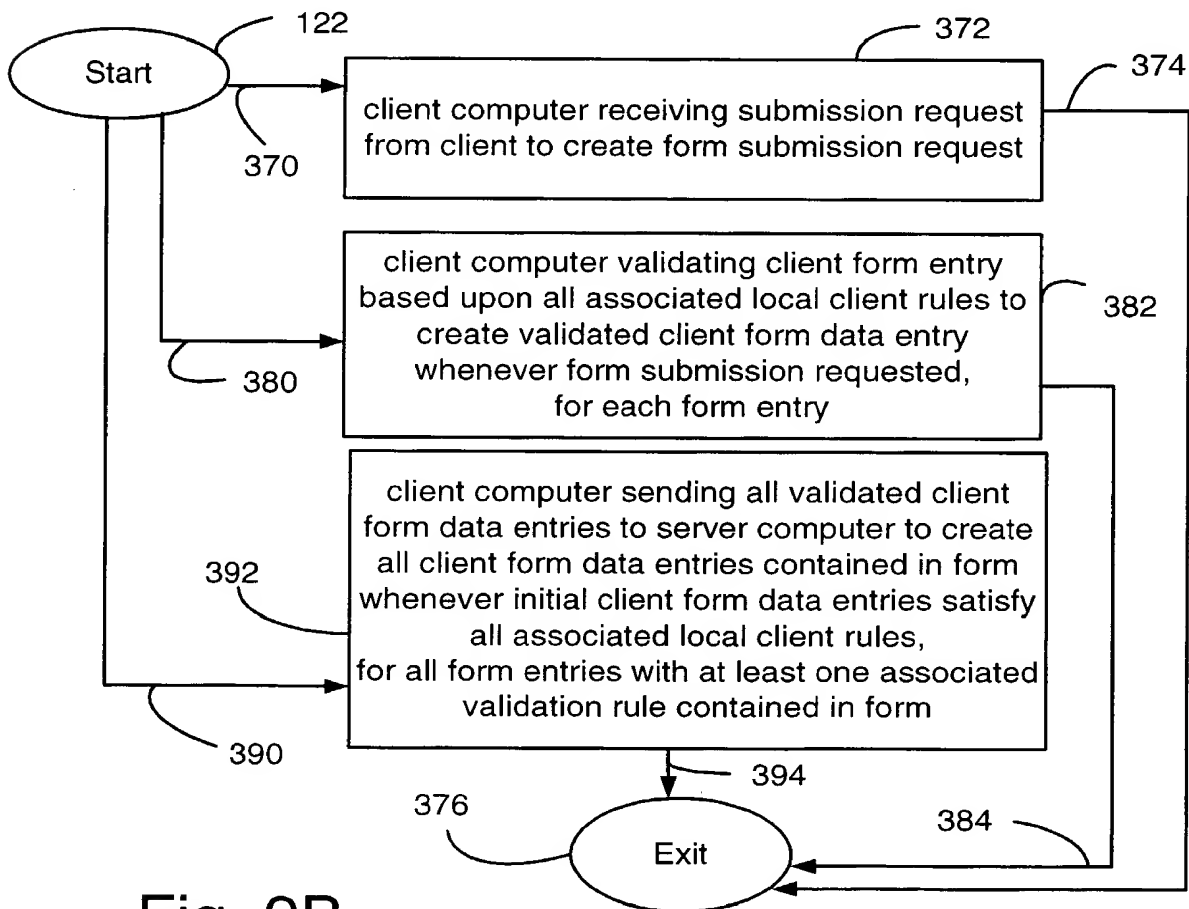 122
Start
370
372
client computer receiving submission request
from client to create form submission request
374
client computer validating client form entry
based upon all associated local client rules to
create validated client form data entry
whenever form submission requested,
for each form entry
380
382
client computer sending all validated client
form data entries to server computer to create
all client form data entries contained in form
whenever initial client form data entries satisfy
all associated local client rules,
for all form entries with at least one associated
validation rule contained in form
392
390
394
376
Exit
384